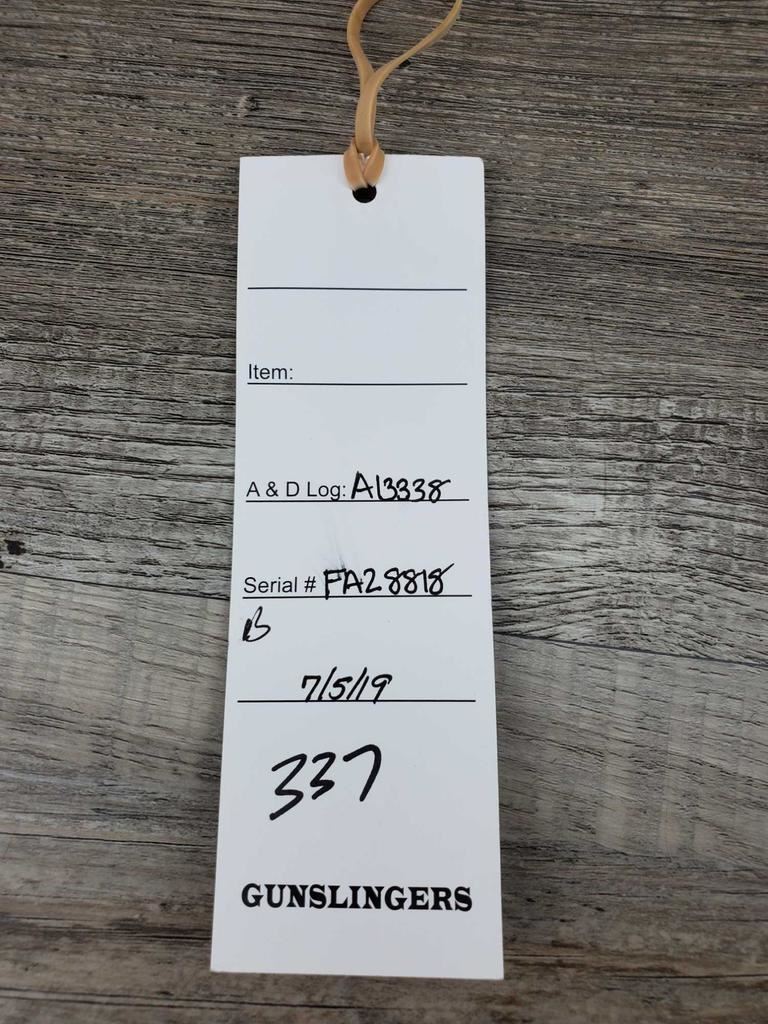 Item:
A & D Log: A13338
Serial # FA28818
B
7/5/19
337
GUNSLINGERS